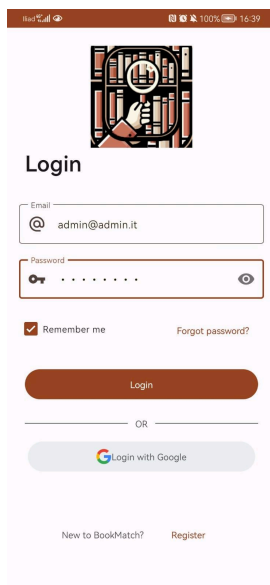 Iliad 100% 16:39
Login
Email
admin@admin.it
Password
Remember me
Forgot password?
Login
OR
Login with Google
New to BookMatch? Register